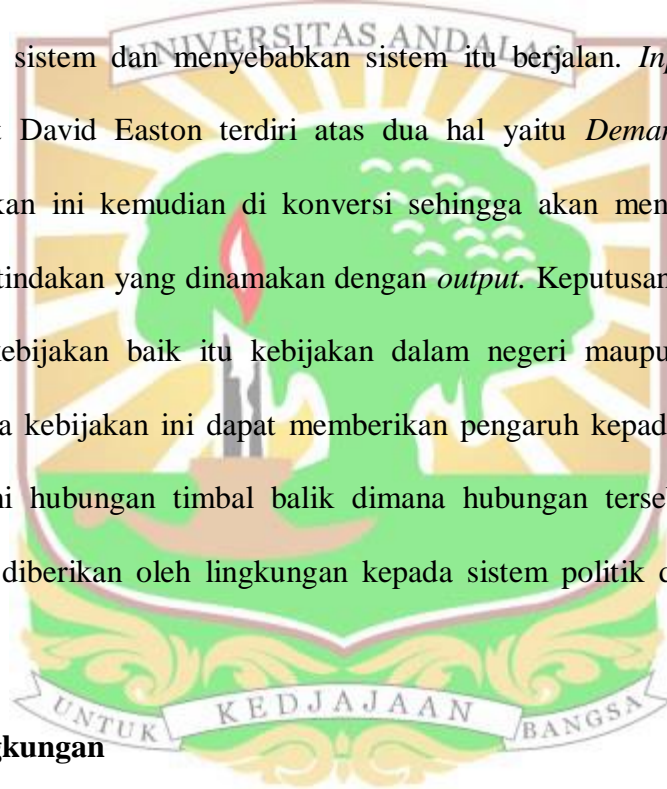 UNIVERSITAS ANDALAS
sistem dan menyebabkan sistem itu berjalan. Inp
David Easton terdiri atas dua hal yaitu Deman
kan ini kemudian di konversi sehingga akan men
tindakan yang dinamakan dengan output. Keputusan
kebijakan baik itu kebijakan dalam negeri maupu
a kebijakan ini dapat memberikan pengaruh kepad
ni hubungan timbal balik dimana hubungan terse
diberikan oleh lingkungan kepada sistem politik d
UNTUK KEDJAJAAN BANGSA
gkungan